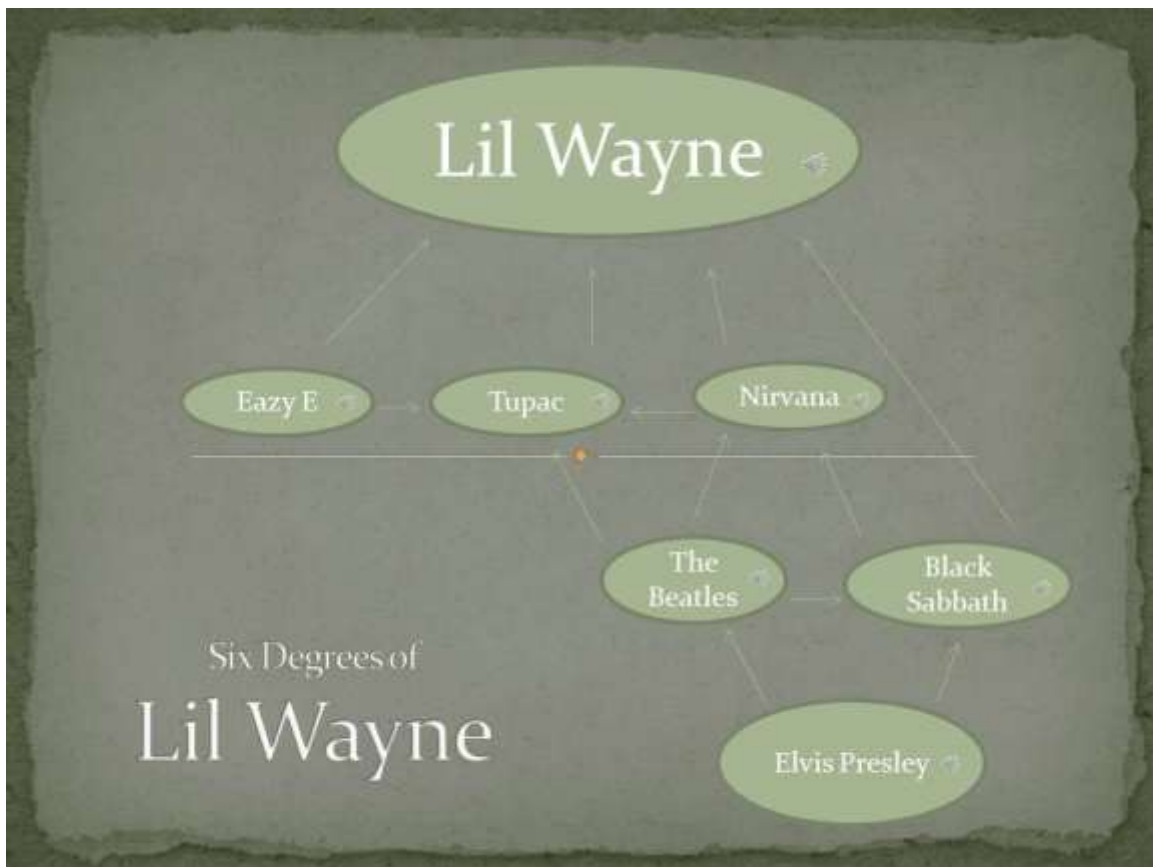 Lil Wayne
Eazy E
Tupac
Nirvana
The
Beatles
Black
Sabbath
Six Degrees of
Lil Wayne
Elvis Presley